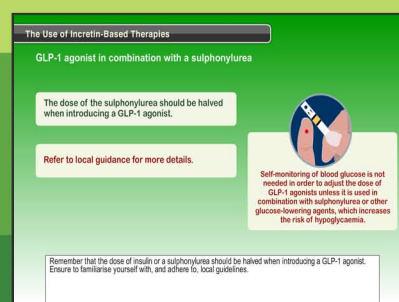 The Use of Incretin-Based Therapies
GLP-1 agonist in combination with a sulphonylurea
The dose of the sulphonylurea should be halved
when introducing a GLP-1 agonist.
Refer to local guidance for more details.
Self-monitoring of blood glucose is not
needed in order to adjust the dose of
GLP-1 agonists unless it is used in
combination with sulphonylurea or other
glucose-lowering agents, which increases
the risk of hypoglycaemia.
Remember that the dose of insulin or a sulphonylurea should be halved when introducing a GLP-1 agonist.
Ensure to familiarise yourself with, and adhere to, local guidelines.